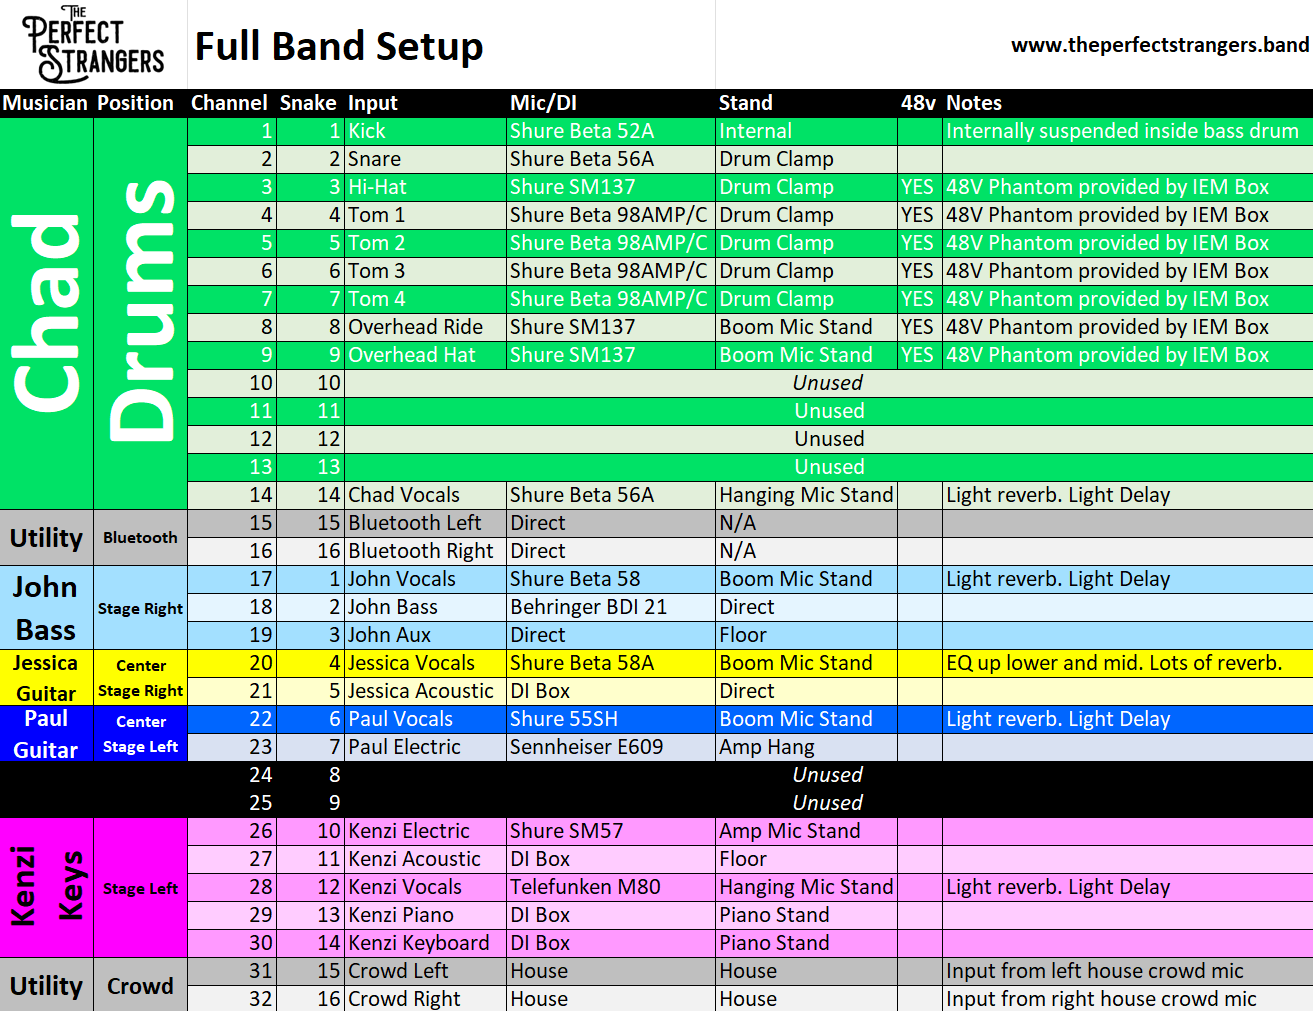 THE
PERFECT
STRANGERS
Full Band Setup
www.theperfectstrangers.band
Musician Position Channel Snake Input Mic/DI Stand 48v Notes
Chad
Drums
1 1 Kick Shure Beta 52A Internal Internally suspended inside bass drum
2 2 Snare Shure Beta 56A Drum Clamp
3 3 Hi-Hat Shure SM137 Drum Clamp YES 48V Phantom provided by IEM Box
4 4 Tom 1 Shure Beta 98AMP/C Drum Clamp YES 48V Phantom provided by IEM Box
5 5 Tom 2 Shure Beta 98AMP/C Drum Clamp YES 48V Phantom provided by IEM Box
6 6 Tom 3 Shure Beta 98AMP/C Drum Clamp YES 48V Phantom provided by IEM Box
7 7 Tom 4 Shure Beta 98AMP/C Drum Clamp YES 48V Phantom provided by IEM Box
8 8 Overhead Ride Shure SM137 Boom Mic Stand YES 48V Phantom provided by IEM Box
9 9 Overhead Hat Shure SM137 Boom Mic Stand YES 48V Phantom provided by IEM Box
10 10 Unused
11 11 Unused
12 12 Unused
13 13 Unused
14 14 Chad Vocals Shure Beta 56A Hanging Mic Stand Light reverb. Light Delay
Utility
Bluetooth
15 15 Bluetooth Left Direct N/A
16 16 Bluetooth Right Direct N/A
John
Bass
Stage Right
17 1 John Vocals Shure Beta 58 Boom Mic Stand Light reverb. Light Delay
18 2 John Bass Behringer BDI 21 Direct
19 3 John Aux Direct Floor
Jessica
Guitar
Center
Stage Right
20 4 Jessica Vocals Shure Beta 58A Boom Mic Stand EQ up lower and mid. Lots of reverb.
21 5 Jessica Acoustic DI Box Direct
Paul
Guitar
Center
Stage Left
22 6 Paul Vocals Shure 55SH Boom Mic Stand Light reverb. Light Delay
23 7 Paul Electric Sennheiser E609 Amp Hang
24 8 Unused
25 9 Unused
Kenzi
Keys
Stage Left
26 10 Kenzi Electric Shure SM57 Amp Mic Stand
27 11 Kenzi Acoustic DI Box Floor
28 12 Kenzi Vocals Telefunken M80 Hanging Mic Stand Light reverb. Light Delay
29 13 Kenzi Piano DI Box Piano Stand
30 14 Kenzi Keyboard DI Box Piano Stand
Utility
Crowd
31 15 Crowd Left House House Input from left house crowd mic
32 16 Crowd Right House House Input from right house crowd mic